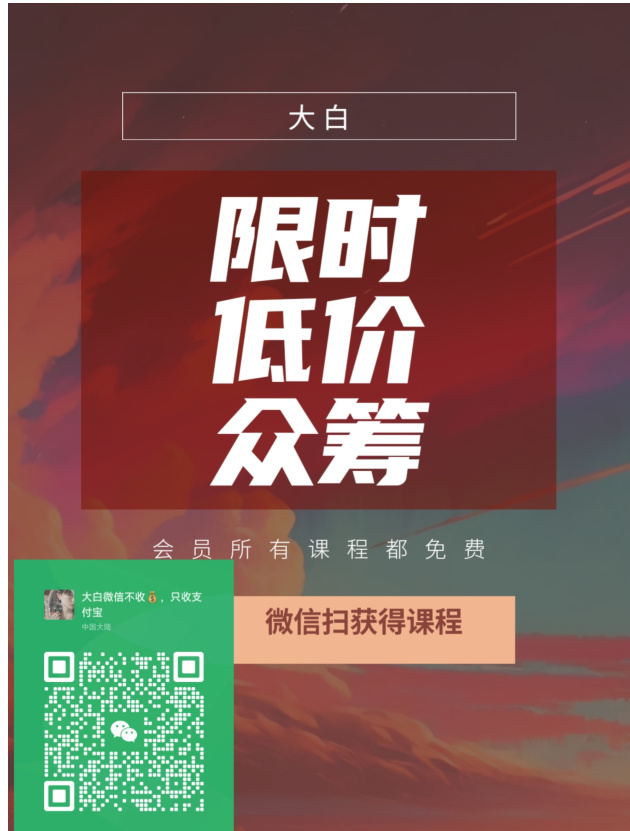 大白
限时
低价
众筹
会员所有课程都免费
大白微信不收💰，只收支
付宝
中国大陆
微信扫获得课程